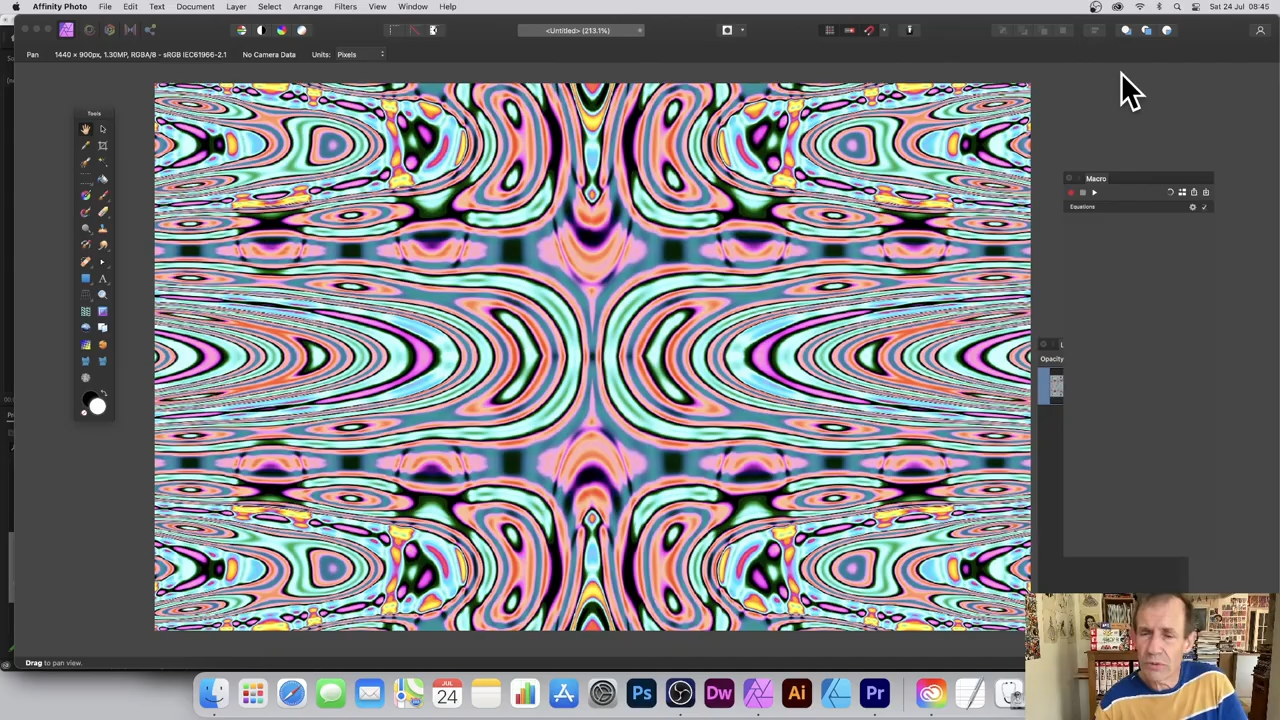 Affinity Photo File Edit Text Document Layer Select Arrange Filters View Window Help Sat 24 Jul 08:45
<Untitled> (213.1%)
Pan 1440 × 900px, 1.30MP, RGBA/8 - sRGB IEC61966-2.1 No Camera Data Units: Pixels
Tools
Macro
Equations
Opacity
Drag to pan view.
JUL
24
Ps
Dw
Ai
Pr